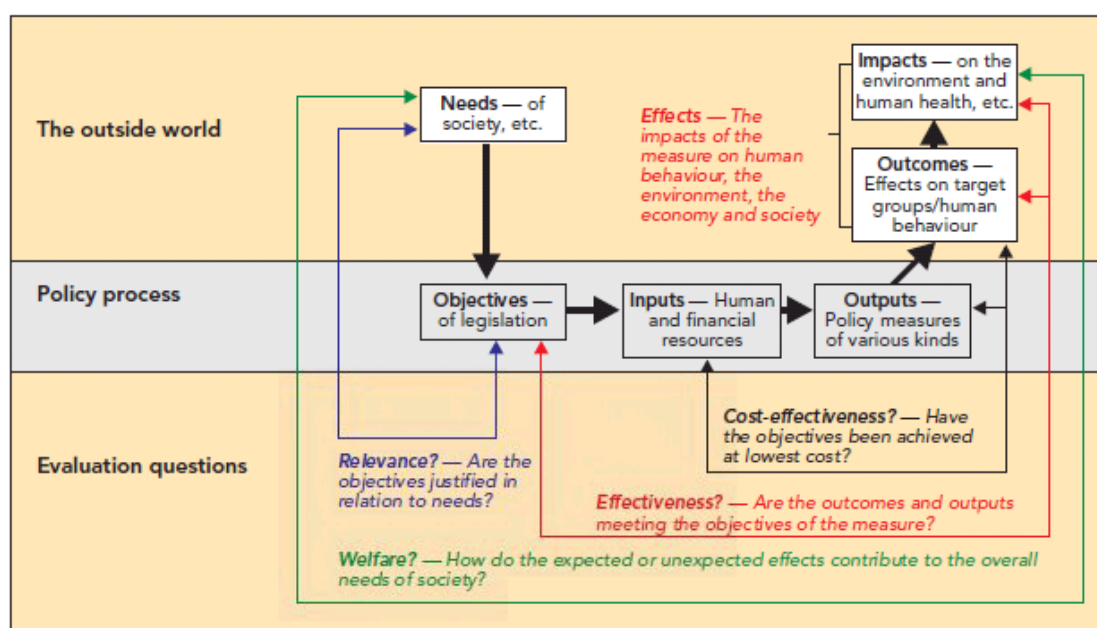 The outside world
Needs — of
society, etc.
Effects — The
impacts of the
measure on human
behaviour, the
environment, the
economy and society
Impacts — on the
environment and
human health, etc.
Outcomes —
Effects on target
groups/human
behaviour
Policy process
Objectives —
of legislation
Inputs — Human
and financial
resources
Outputs —
Policy measures
of various kinds
Evaluation questions
Relevance? — Are the
objectives justified in
relation to needs?
Cost-effectiveness? — Have
the objectives been achieved
at lowest cost?
Effectiveness? — Are the outcomes and outputs
meeting the objectives of the measure?
Welfare? — How do the expected or unexpected effects contribute to the overall
needs of society?